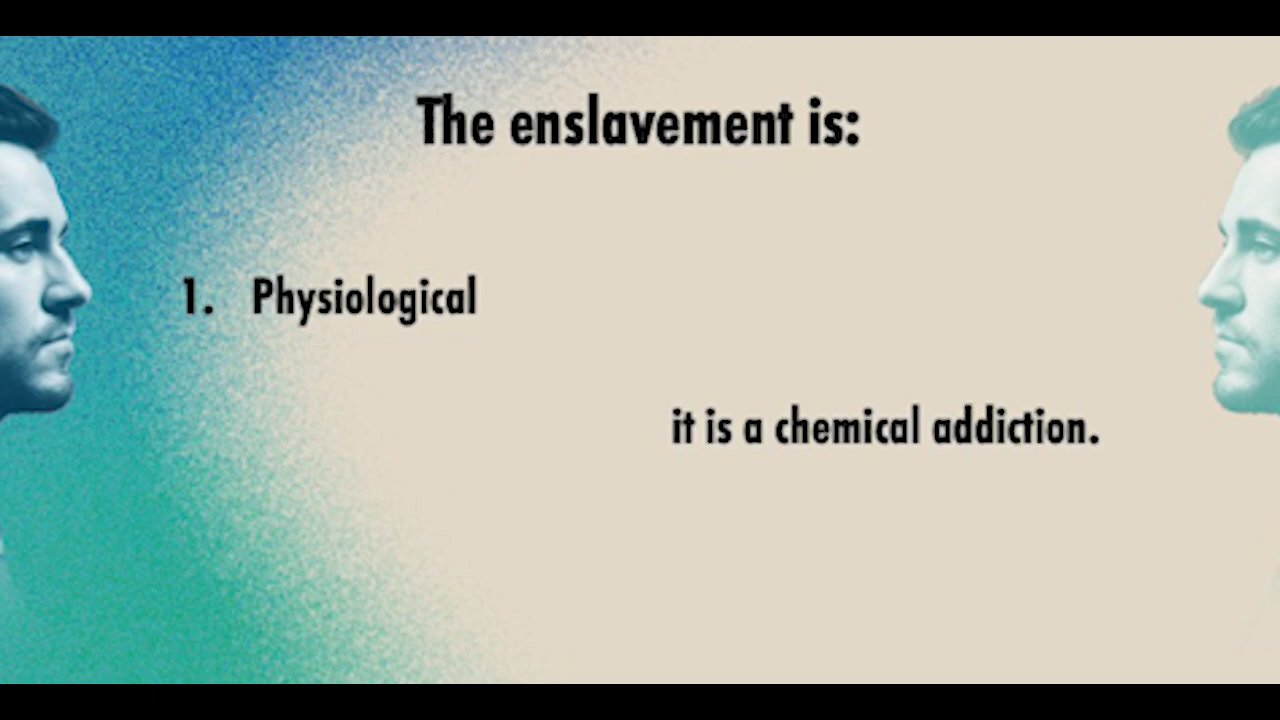 The enslavement is:
1. Physiological
it is a chemical addiction.